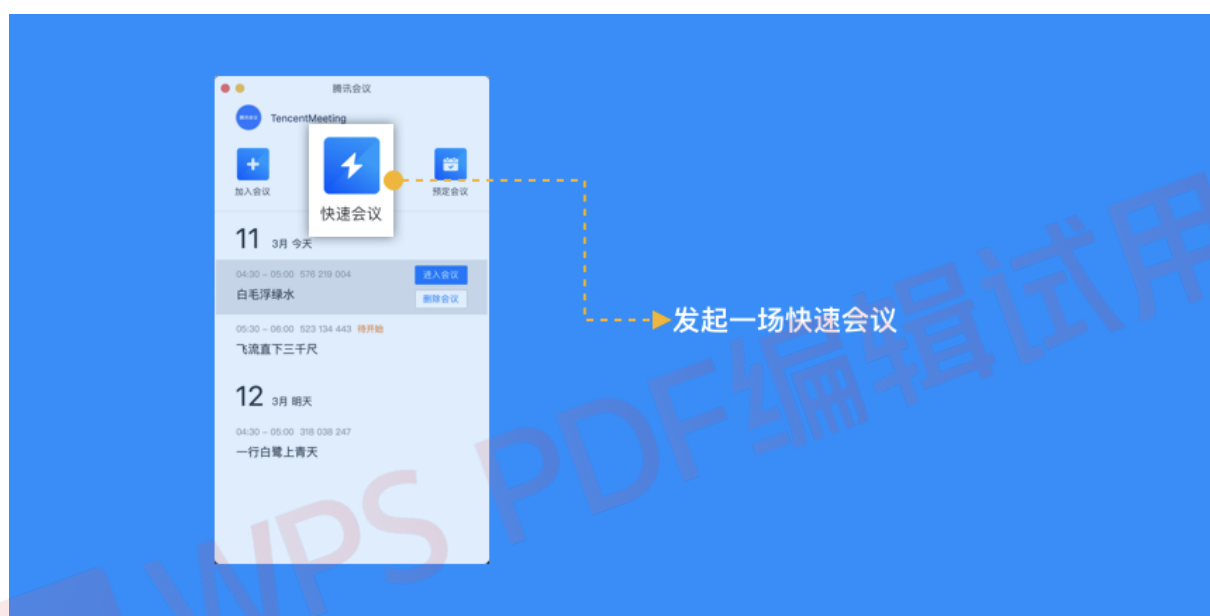 腾讯会议
腾讯会议
TencentMeeting
加入会议
快速会议
预定会议
11 3月 今天
04:30 – 05:00 576 219 004
进入会议
白毛浮绿水
删除会议
05:30 – 06:00 523 134 443 待开始
飞流直下三千尺
发起一场快速会议
12 3月 明天
04:30 – 05:00 318 038 247
一行白鹭上青天
WPS PDF编辑试用